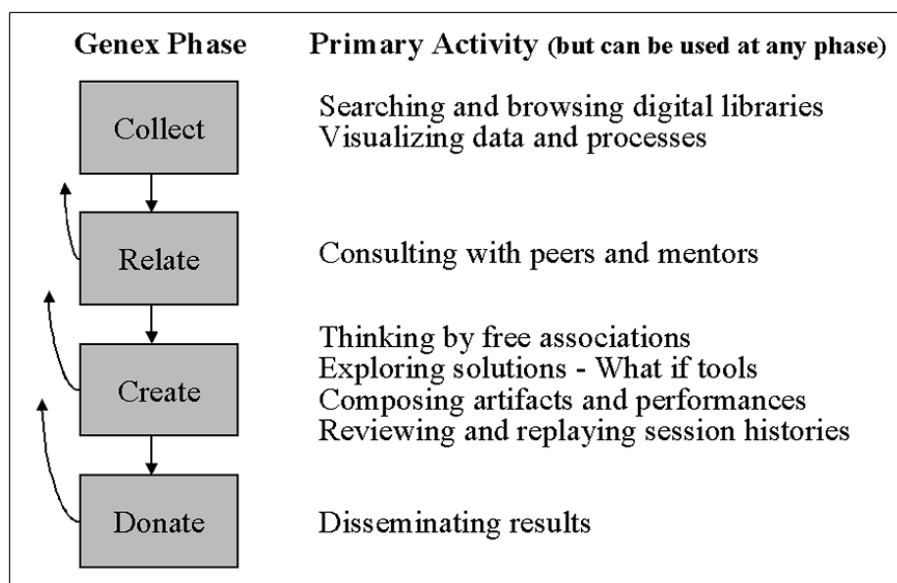 Genex Phase
Primary Activity (but can be used at any phase)
Collect
Searching and browsing digital libraries
Visualizing data and processes
Relate
Consulting with peers and mentors
Create
Thinking by free associations
Exploring solutions - What if tools
Composing artifacts and performances
Reviewing and replaying session histories
Donate
Disseminating results